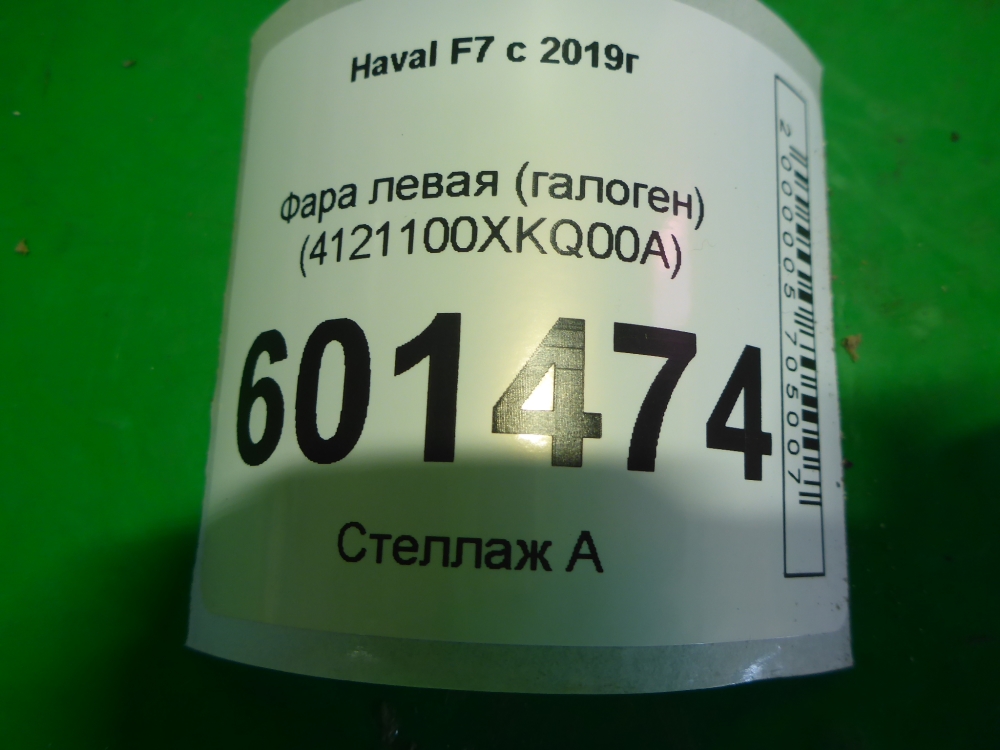 Haval F7 с 2019г
Фара левая (галоген)
(4121100XKQ00A)
601474
Стеллаж А
2000005705007